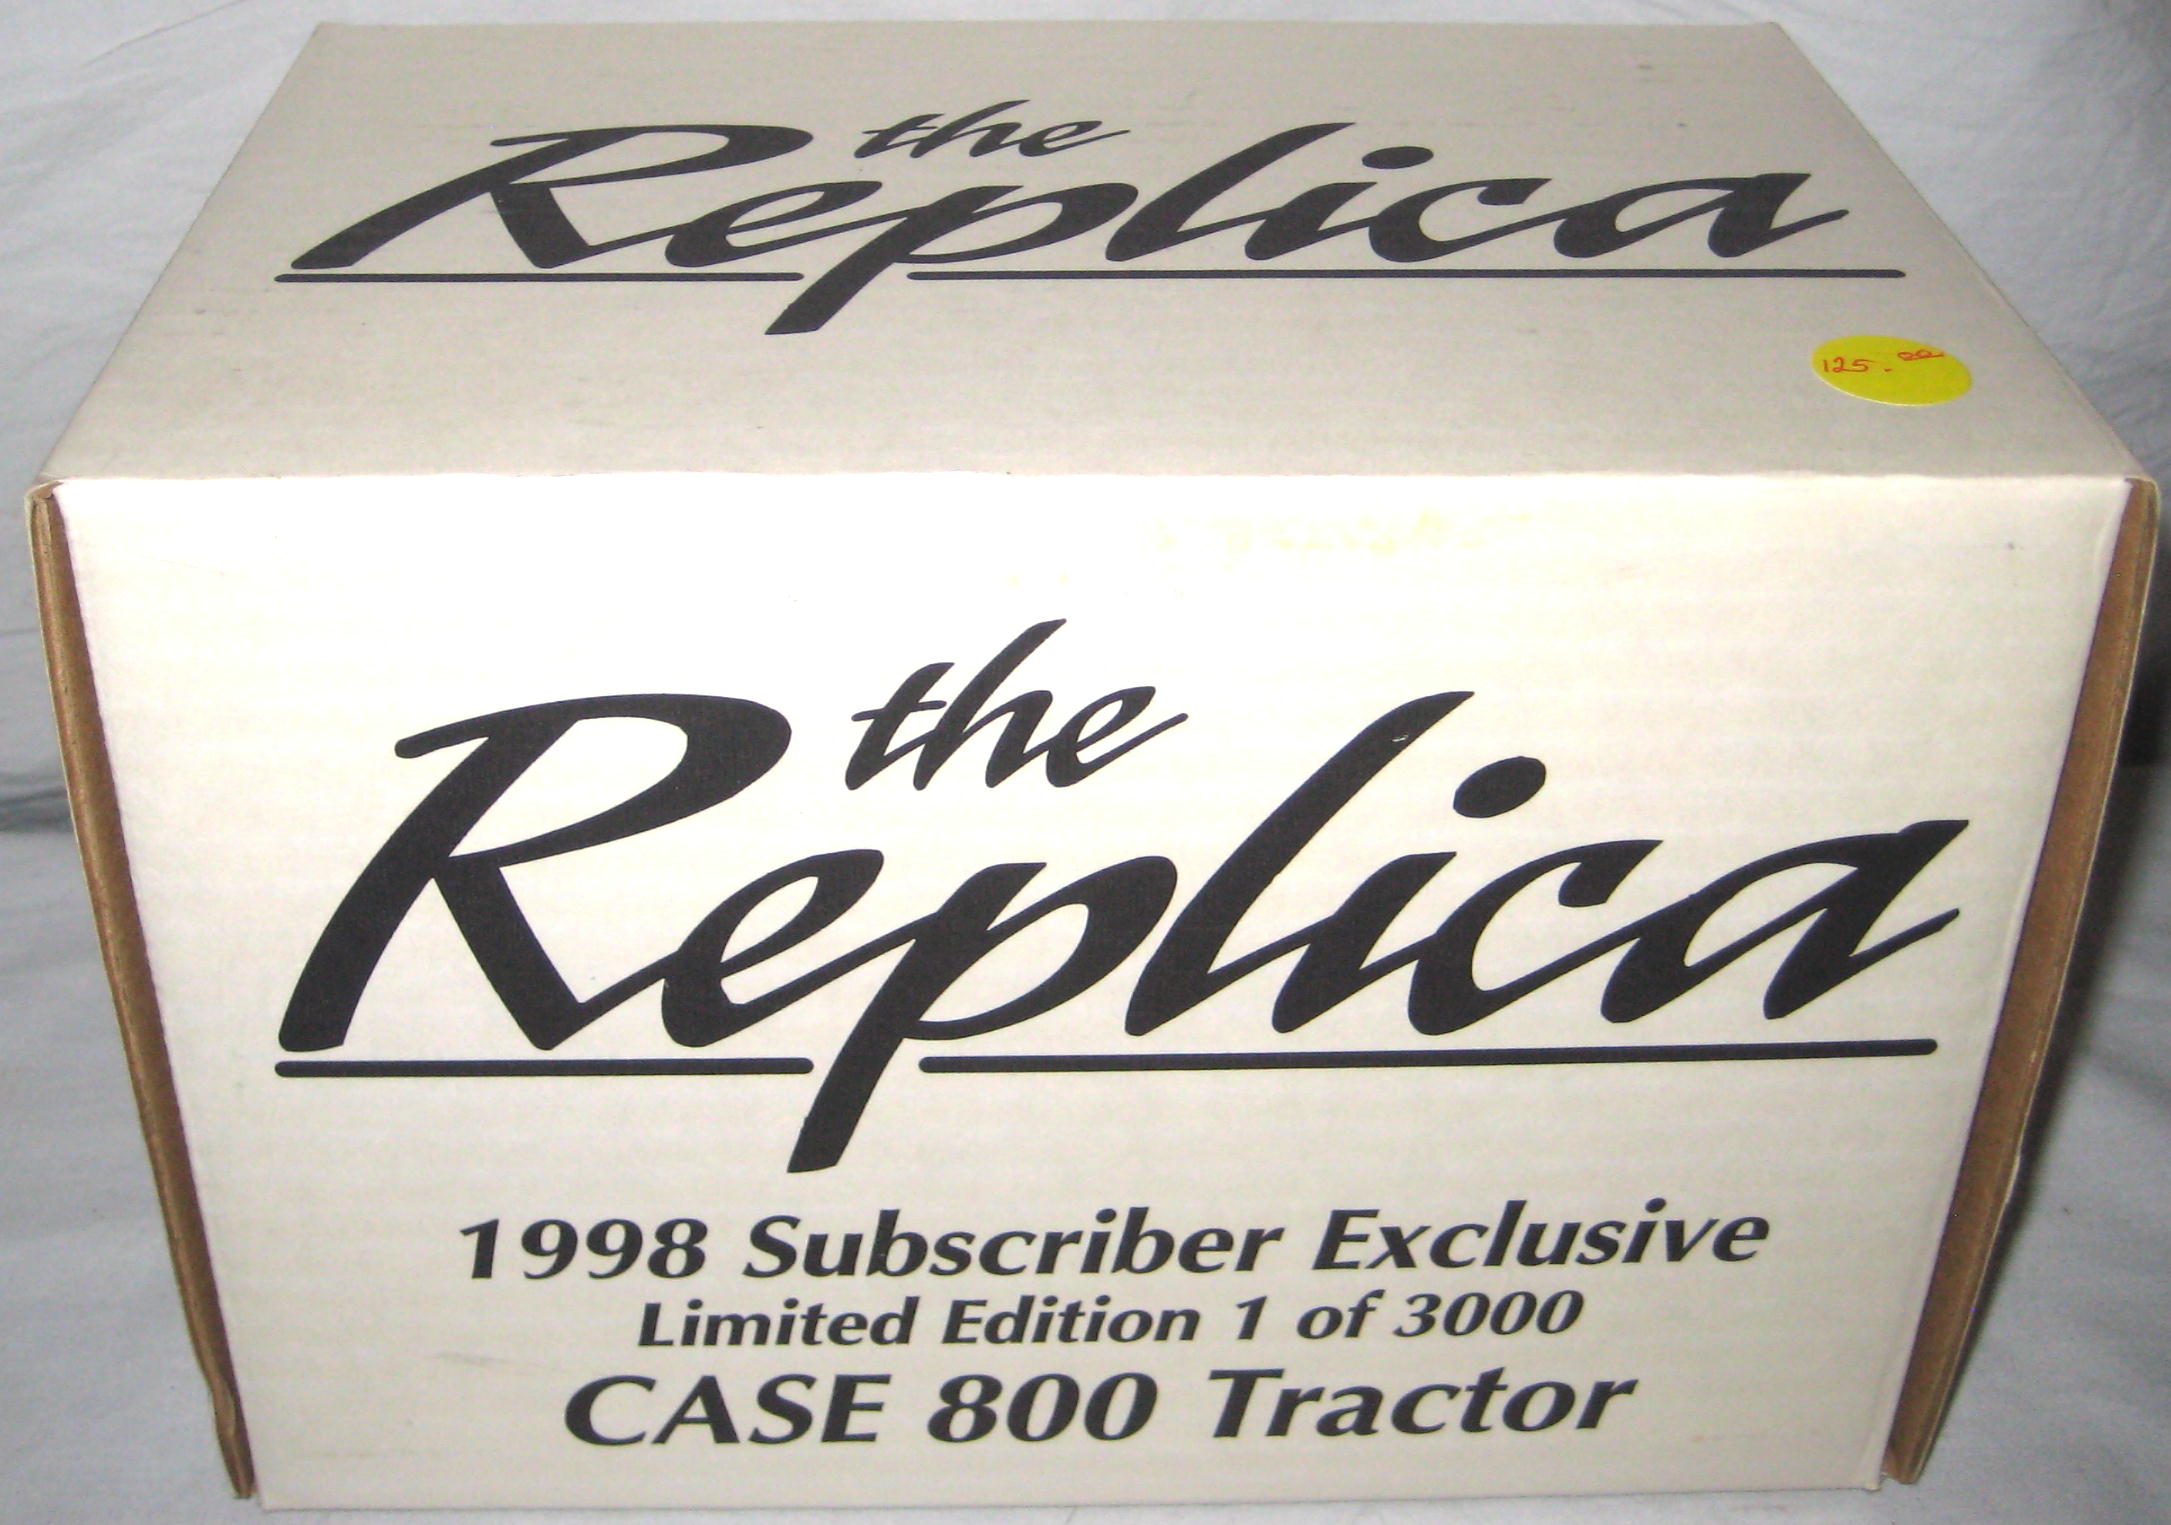 the
Replica
125.00
the
Replica
1998 Subscriber Exclusive
Limited Edition 1 of 3000
CASE 800 Tractor